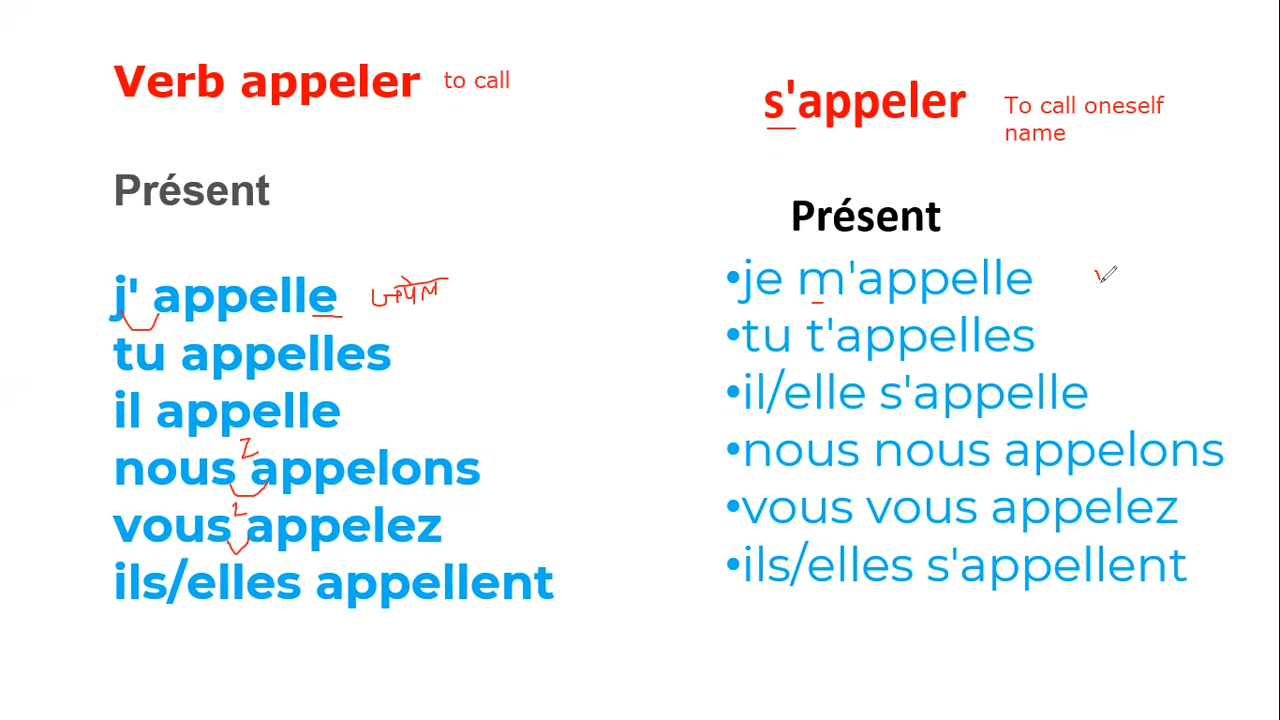 Verb appeler to call
Présent
j' appelle
tu appelles
il appelle
z
nous appelons
z
vous appelez
ils/elles appellent
s'appeler To call oneself
name
Présent
•je m'appelle
•tu t'appelles
•il/elle s'appelle
•nous nous appelons
•vous vous appelez
•ils/elles s'appellent